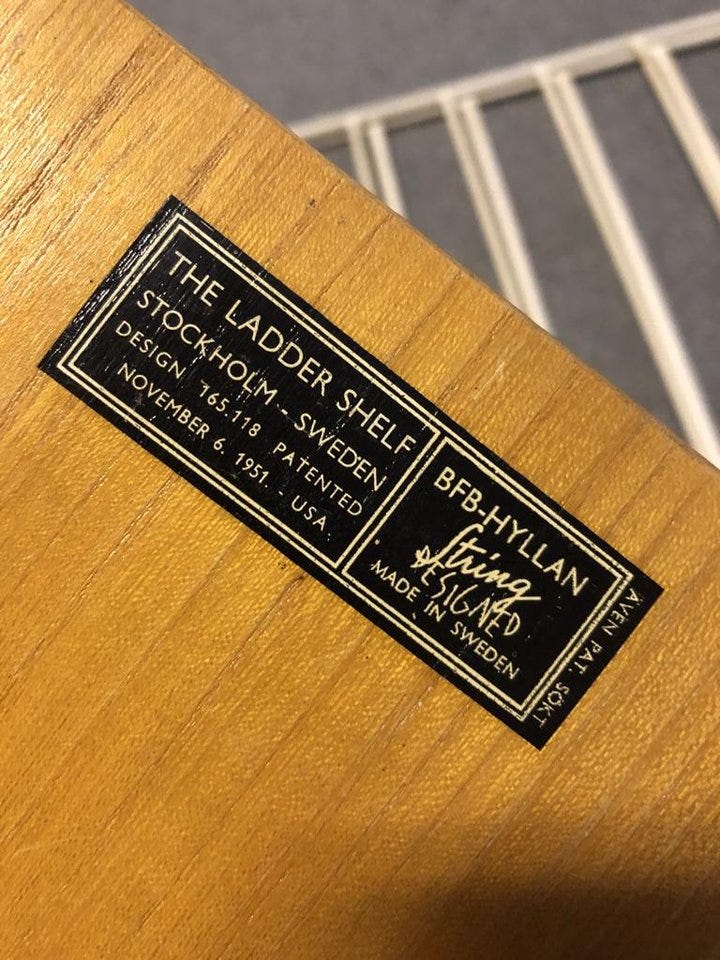 THE LADDER SHELF
STOCKHOLM - SWEDEN
DESIGN 165.118 PATENTED
NOVEMBER 6. 1951. - USA.
BFB-HYLLAN
String
DESIGNED
MADE IN SWEDEN
ÄVEN PAT. SÖKT